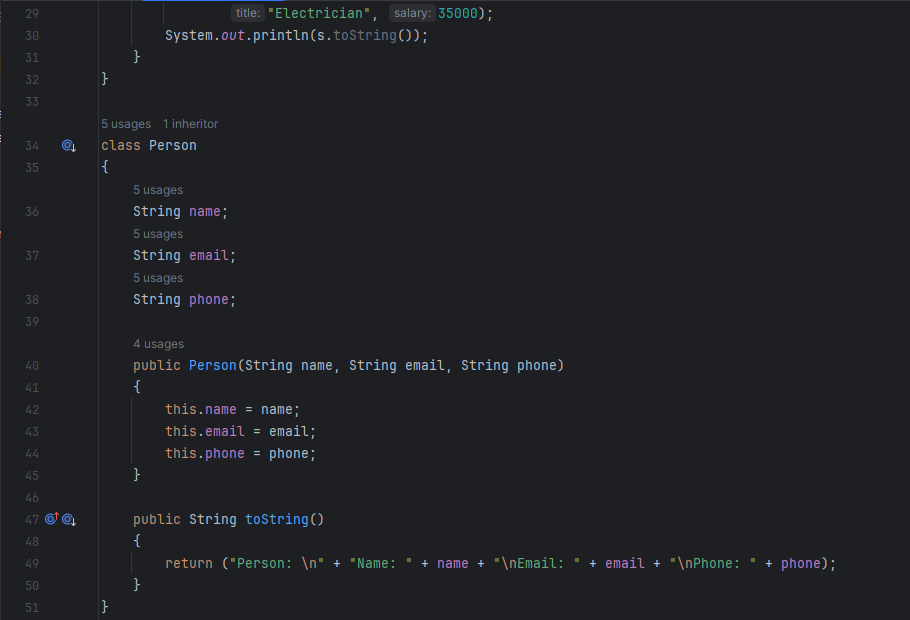 29 title: "Electrician", salary: 35000);
30 System.out.println(s.toString());
31 }
32 }
33
5 usages 1 inheritor
34 class Person
35 {
5 usages
36 String name;
5 usages
37 String email;
5 usages
38 String phone;
39
4 usages
40 public Person(String name, String email, String phone)
41 {
42 this.name = name;
43 this.email = email;
44 this.phone = phone;
45 }
46
47 public String toString()
48 {
49 return ("Person: \n" + "Name: " + name + "\nEmail: " + email + "\nPhone: " + phone);
50 }
51 }